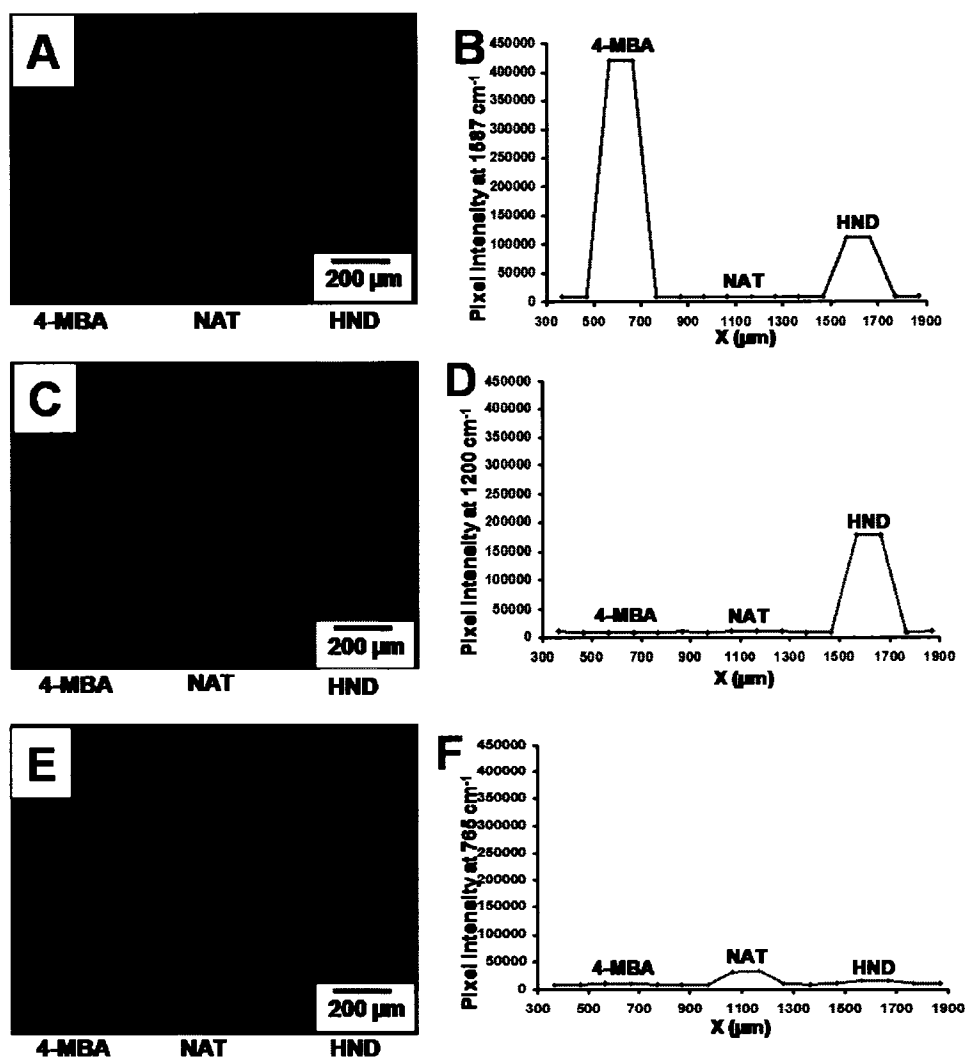 A
200 µm
4-MBA NAT HND
B
Pixel Intensity at 1587 cm-1
450000
400000
350000
300000
250000
200000
150000
100000
50000
0
4-MBA
NAT
HND
300 500 700 900 1100 1300 1500 1700 1900
X (µm)
C
200 µm
4-MBA NAT HND
D
Pixel Intensity at 1200 cm-1
450000
400000
350000
300000
250000
200000
150000
100000
50000
0
4-MBA
NAT
HND
300 500 700 900 1100 1300 1500 1700 1900
X (µm)
E
200 µm
4-MBA NAT HND
F
Pixel Intensity at 765 cm-1
450000
400000
350000
300000
250000
200000
150000
100000
50000
0
4-MBA
NAT
HND
300 500 700 900 1100 1300 1500 1700 1900
X (µm)